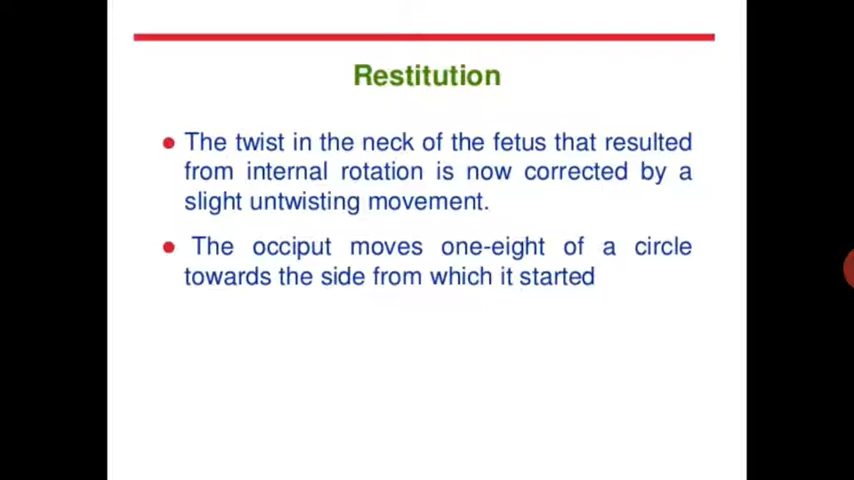 Restitution
The twist in the neck of the fetus that resulted
from internal rotation is now corrected by a
slight untwisting movement.
The occiput moves one-eight of a circle
towards the side from which it started